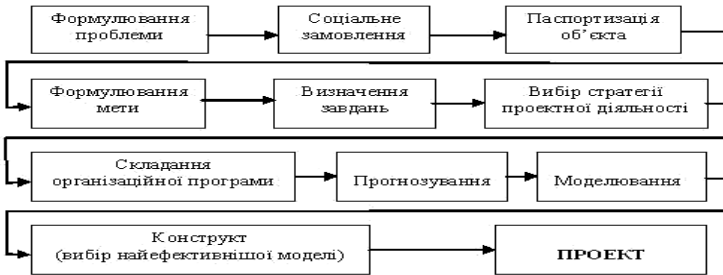 Формулювання
проблеми
Соціальне
замовлення
Паспортизація
об’єкта
Формулювання
мети
Визначення
завдань
Вибір стратегії
проектної діяльності
Складання
організаційної програми
Прогнозування
Моделювання
Конструкт
(вибір найефективнішої моделі)
ПРОЕКТ